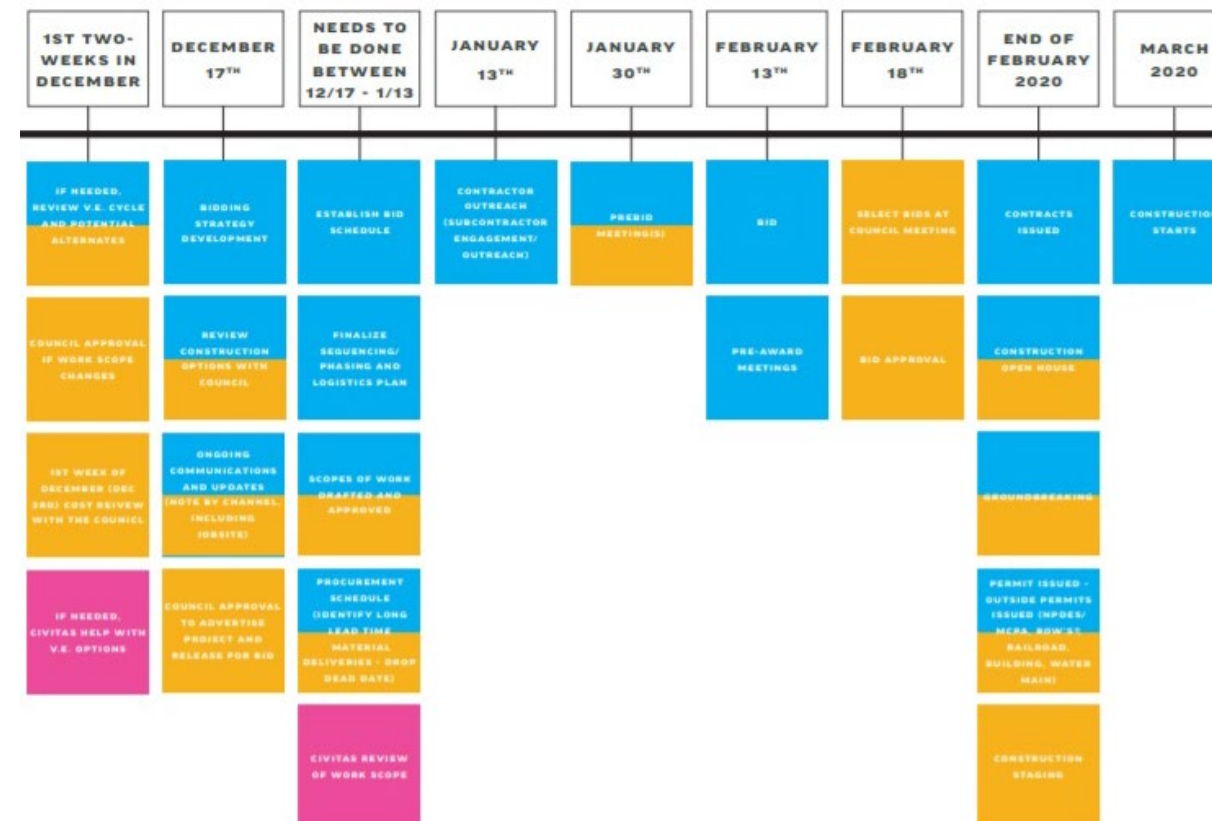 1ST TWO-
WEEKS IN
DECEMBER
DECEMBER
17TH
NEEDS TO
BE DONE
BETWEEN
12/17 - 1/13
JANUARY
13TH
JANUARY
30TH
FEBRUARY
13TH
FEBRUARY
18TH
END OF
FEBRUARY
2020
MARCH
2020
IF NEEDED,
REVIEW V.E. CYCLE
AND POTENTIAL
ALTERNATES
BIDDING
STRATEGY
DEVELOPMENT
ESTABLISH BID
SCHEDULE
CONTRACTOR
OUTREACH
(SUBCONTRACTOR
ENGAGEMENT/
OUTREACH)
PREBID
MEETING(S)
BID
SELECT BIDS AT
COUNCIL MEETING
CONTRACTS
ISSUED
CONSTRUCTIO
STARTS
COUNCIL APPROVAL
IF WORK SCOPE
CHANGES
REVIEW
CONSTRUCTION
OPTIONS WITH
COUNCIL
FINALIZE
SEQUENCING/
PHASING AND
LOGISTICS PLAN
PRE-AWARD
MEETINGS
BID APPROVAL
CONSTRUCTION
OPEN HOUSE
1ST WEEK OF
DECEMBER (DEC
3RD) COST REIVEW
WITH THE COUNICL
ONGOING
COMMUNICATIONS
AND UPDATES
(NOTE BY CHANNEL,
INCLUDING
JOBSITE)
SCOPES OF WORK
DRAFTED AND
APPROVED
GROUNDBREAKING
IF NEEDED,
CIVITAS HELP WITH
V.E. OPTIONS
COUNCIL APPROVAL
TO ADVERTISE
PROJECT AND
RELEASE FOR BID
PROCUREMENT
SCHEDULE
(IDENTIFY LONG
LEAD TIME
MATERIAL
DELIVERIES - DROP
DEAD DATE)
PERMIT ISSUED -
OUTSIDE PERMITS
ISSUED (NPDES/
MCPA, ROW'ST,
RAILROAD,
BUILDING, WATER
MAIN)
CIVITAS REVIEW
OF WORK SCOPE
CONSTRUCTION
STAGING